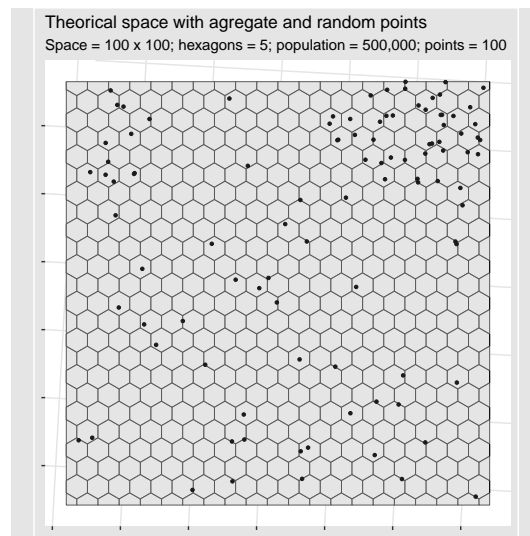 Theorical space with agregate and random points
Space = 100 x 100; hexagons = 5; population = 500,000; points = 100